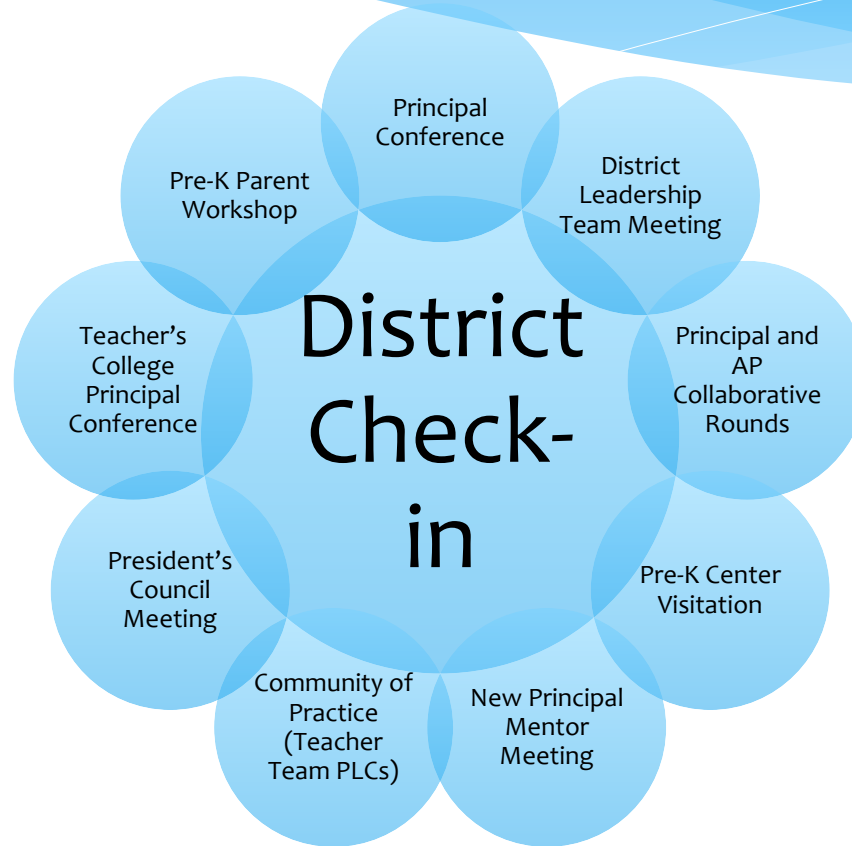 Principal
Conference
District
Leadership
Team Meeting
Principal and
AP
Collaborative
Rounds
Pre-K Center
Visitation
New Principal
Mentor
Meeting
Community of
Practice
(Teacher
Team PLCs)
President’s
Council
Meeting
Teacher’s
College
Principal
Conference
Pre-K Parent
Workshop
District
Check-
in